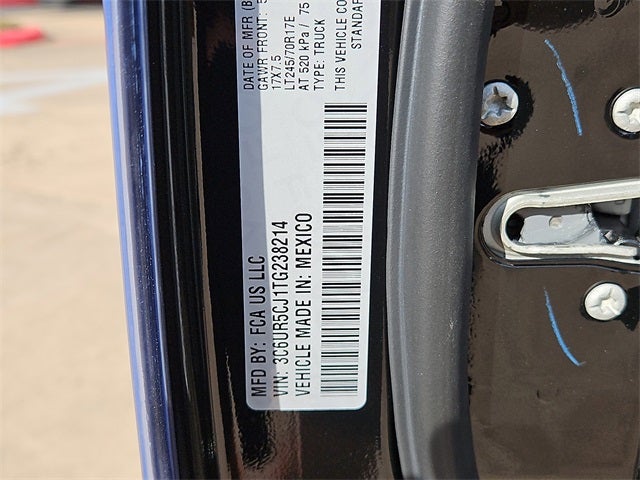 DATE OF MFR
GAWR FRONT:
17X7.5
LT245/70R17E
AT 520 kPa / 75
TYPE: TRUCK
THIS VEHICLE
STANDAR
MFD BY: FCA US LLC
VIN: 3C6UR5CJ1TG238214
VEHICLE MADE IN: MEXICO